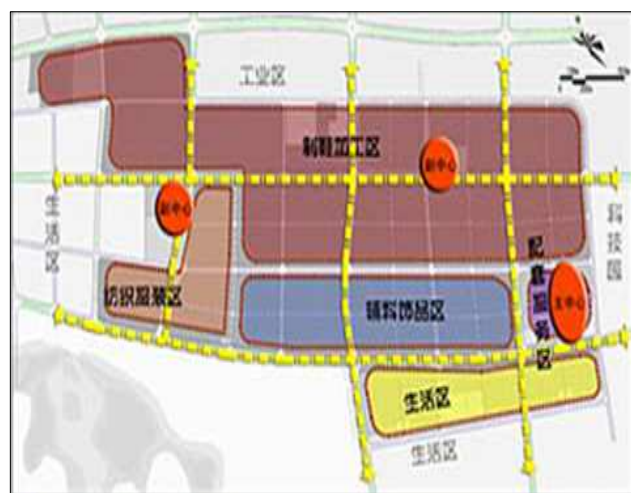 工业区
制鞋加工区
副中心
副中心
生活区
科技园
配套服务区
主中心
纺织服装区
辅料饰品区
生活区
生活区